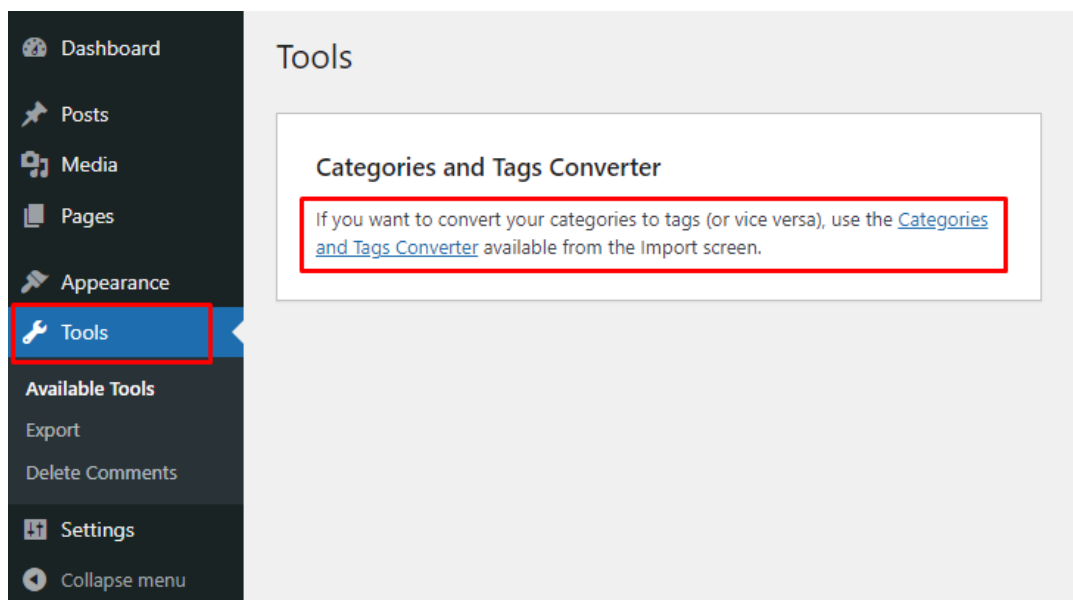 Dashboard
Posts
Media
Pages
Appearance
Tools
Available Tools
Export
Delete Comments
Settings
Collapse menu
Tools
Categories and Tags Converter
If you want to convert your categories to tags (or vice versa), use the Categories
and Tags Converter available from the Import screen.